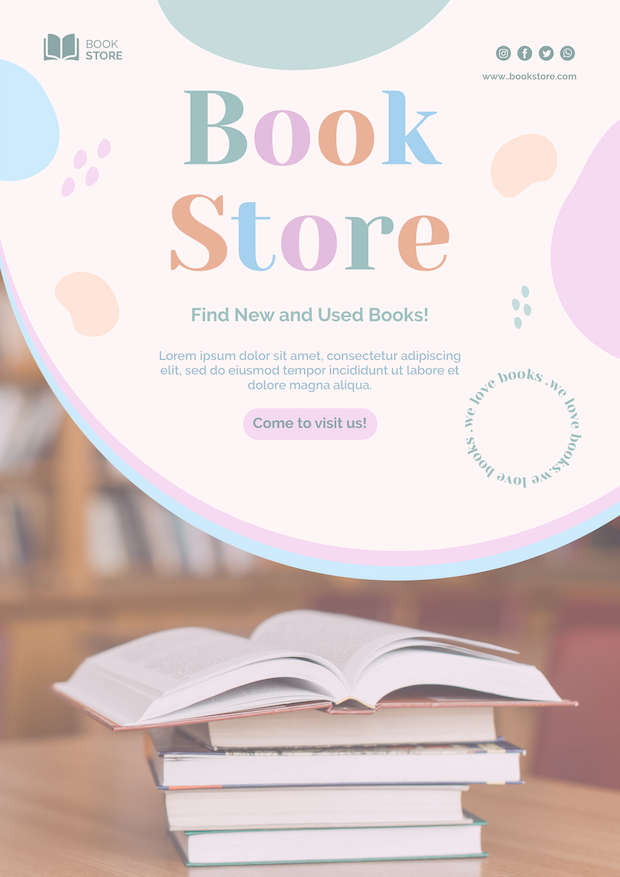 BOOK
STORE
www.bookstore.com
Book
Store
Find New and Used Books!
Lorem ipsum dolor sit amet, consectetur adipiscing
elit, sed do eiusmod tempor incididunt ut labore et
dolore magna aliqua.
Come to visit us!
we love books .we love books.we love books .